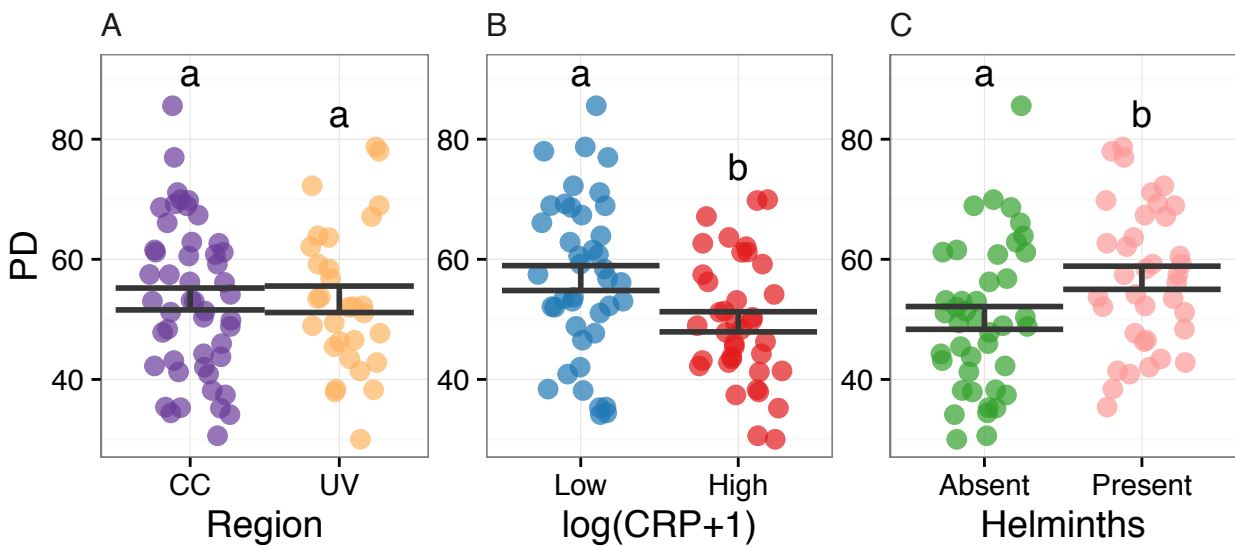 A
B
C
a
a
a
b
a
b
PD
80
60
40
80
60
40
80
60
40
CC
UV
Low
High
Absent
Present
Region
log(CRP+1)
Helminths